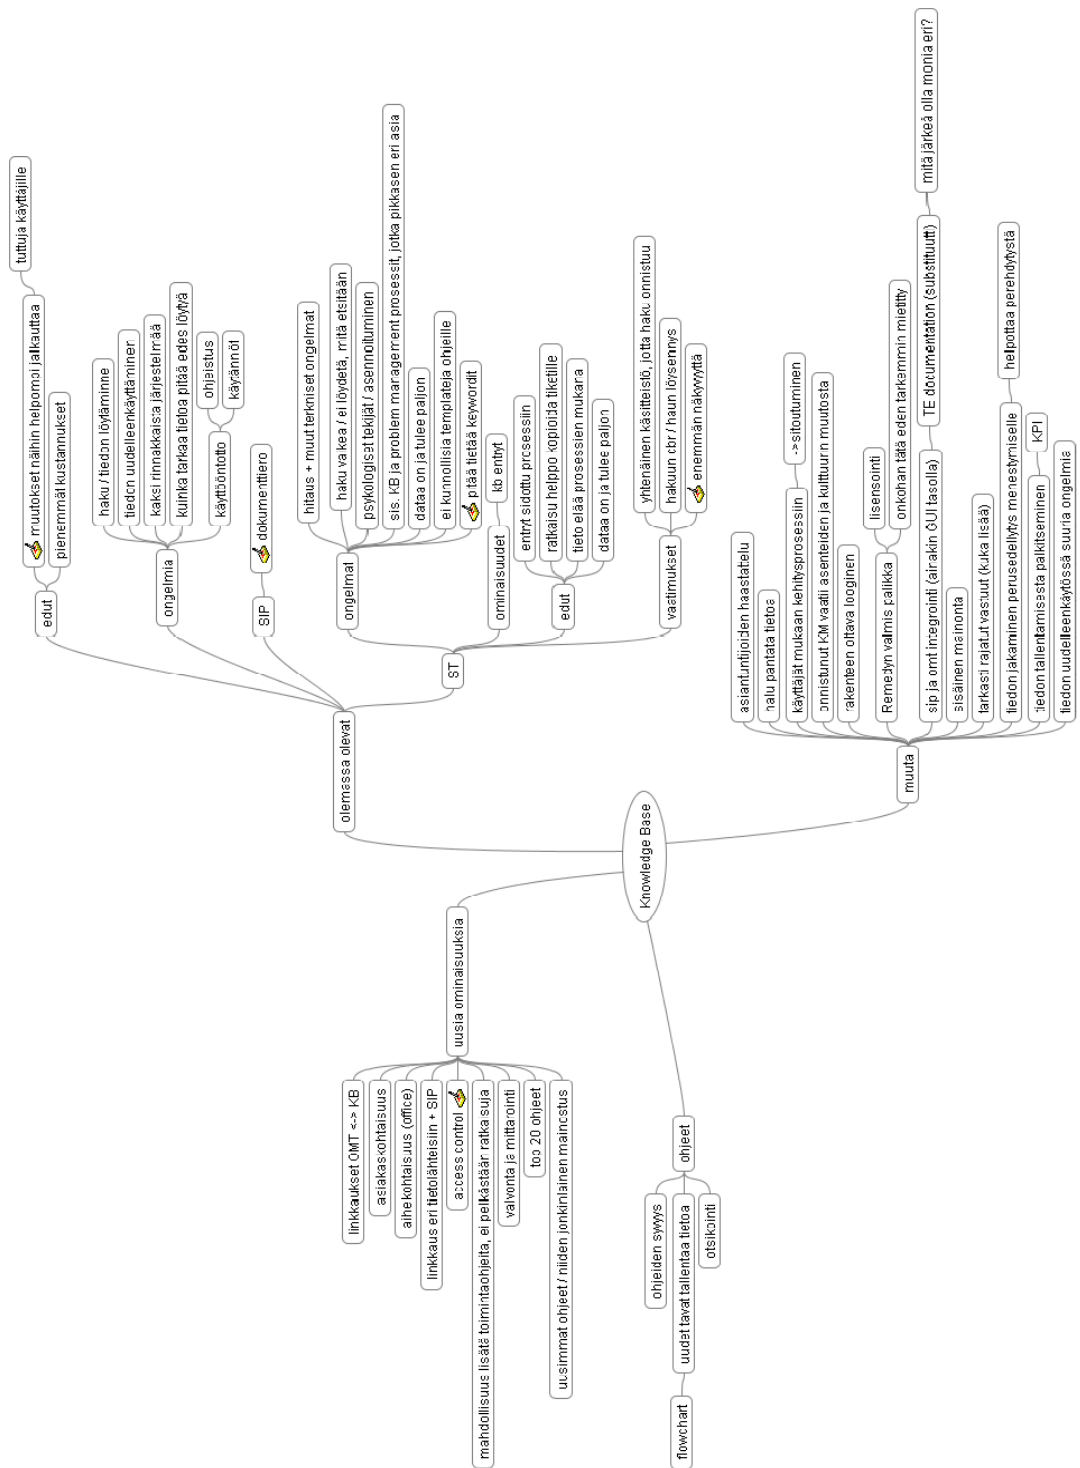 Knowledge Base
olemassa olevat
edut
muutokset näihin helpomoi jalkauttaa
tuttuja käyttäjille
pienemmät kustannukset
ongelmia
haku / tiedon löytäminne
tiedon uudelleenkäyttäminen
kaksi rinnakkaista järjestelmää
kuinka tarkaa tietoa pitää edes löytyä
käyttöönototto
ohjeistus
käytännöt
SIP
dokumenttiero
ST
ongelmat
hitaus + muut terkniset ongelmat
haku vaikea / ei löydetä, mitä etsitään
psykologiset tekijät / asennoituminen
sis. KB ja problem management prosessit, jotka pikkasen eri asia
dataa on ja tulee paljon
ei kunnollisia templateja ohjeille
pitää tietää keywordit
ominaisuudet
kb entryt
edut
entryt sidottu prosessiin
ratkaisu helppo kopioida tiketille
tieto elää prosessien mukana
dataa on ja tulee paljon
vaatimukset
yhtenäinen käsitteistö, jotta haku onnistuu
hakuun cbr / haun löysennys
enemmän näkyvyyttä
muuta
asiantuntijoiden haastattelu
halu pantata tietoa
käyttäjät mukaan kehitysprosessiin
->sitoutuminen
onnistunut KM vaatii asenteiden ja kulttuurin muutosta
rakenteen oltava looginen
Remedyn valmis palikka
lisensointi
onkohan tätä eden tarkemmin mietitty
sip ja omt integrointi (ainakin GUI tasolla)
TE documentation (substituutti)
mitä järkeä olla monia eri?
sisäinen mainonta
tarkasti rajatut vastuut (kuka lisää)
tiedon jakaminen perusedellytys menestymiselle
helpottaa perehdytystä
tiedon tallentamisesta palkitseminen
KPI
tiedon uudelleenkäytössä suuria ongelmia
uusia ominaisuuksia
linkkaukset OMT <-> KB
asiakaskohtaisuus
aihekohtaisuus (office)
linkkaus eri tietolähteisiin + SIP
access control
mahdollisuus lisätä toimintaohjeita, ei pelkästään ratkaisuja
valvonta ja mittarointi
top 20 ohjeet
uusimmat ohjeet / niiden jonkinlainen mainostus
ohjeet
ohjeiden syvyys
uudet tavat tallentaa tietoa
flowchart
otsikointi